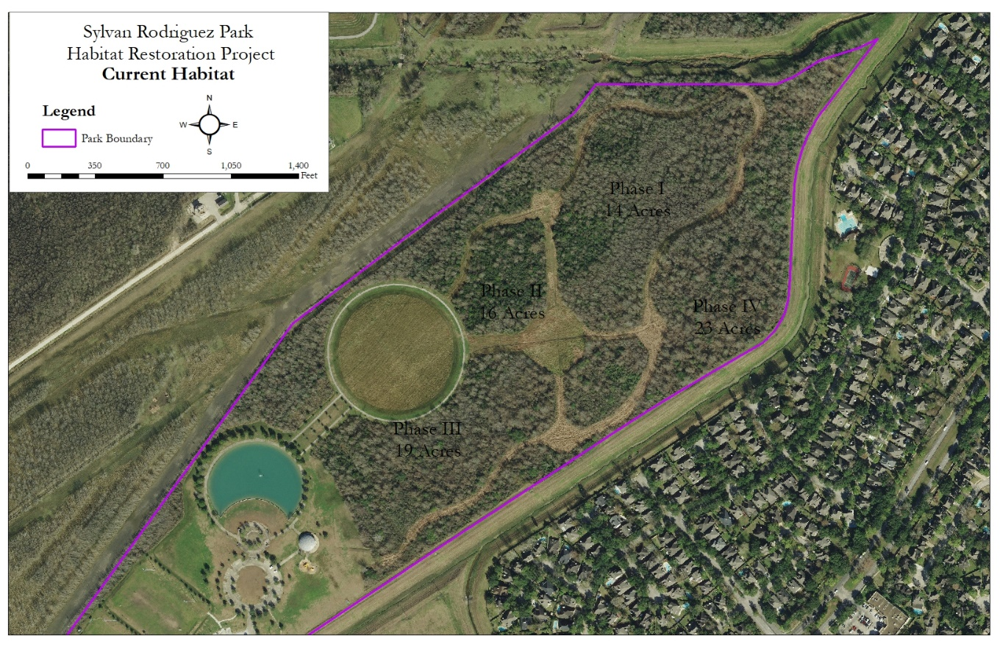 Sylvan Rodriguez Park
Habitat Restoration Project
Current Habitat
N
Legend
W E
Park Boundary
S
0 350 700 1,050 1,400
Feet
Phase I
14 Acres
Phase II
16 Acres
Phase IV
23 Acres
Phase III
19 Acres